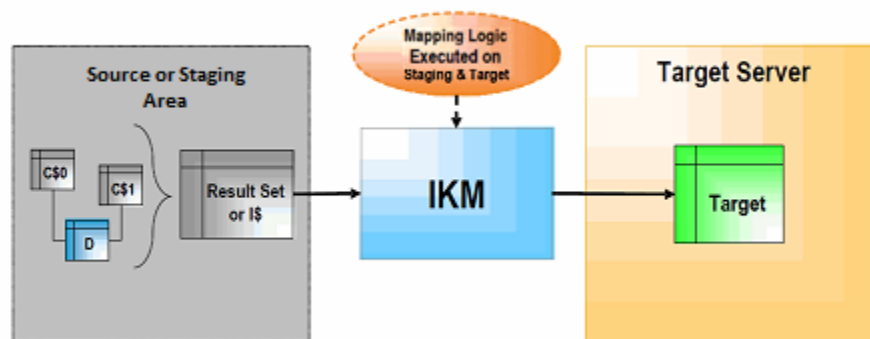 Source or Staging
Area
C$0
C$1
D
Result Set
or I$
Mapping Logic
Executed on
Staging & Target
IKM
Target Server
Target